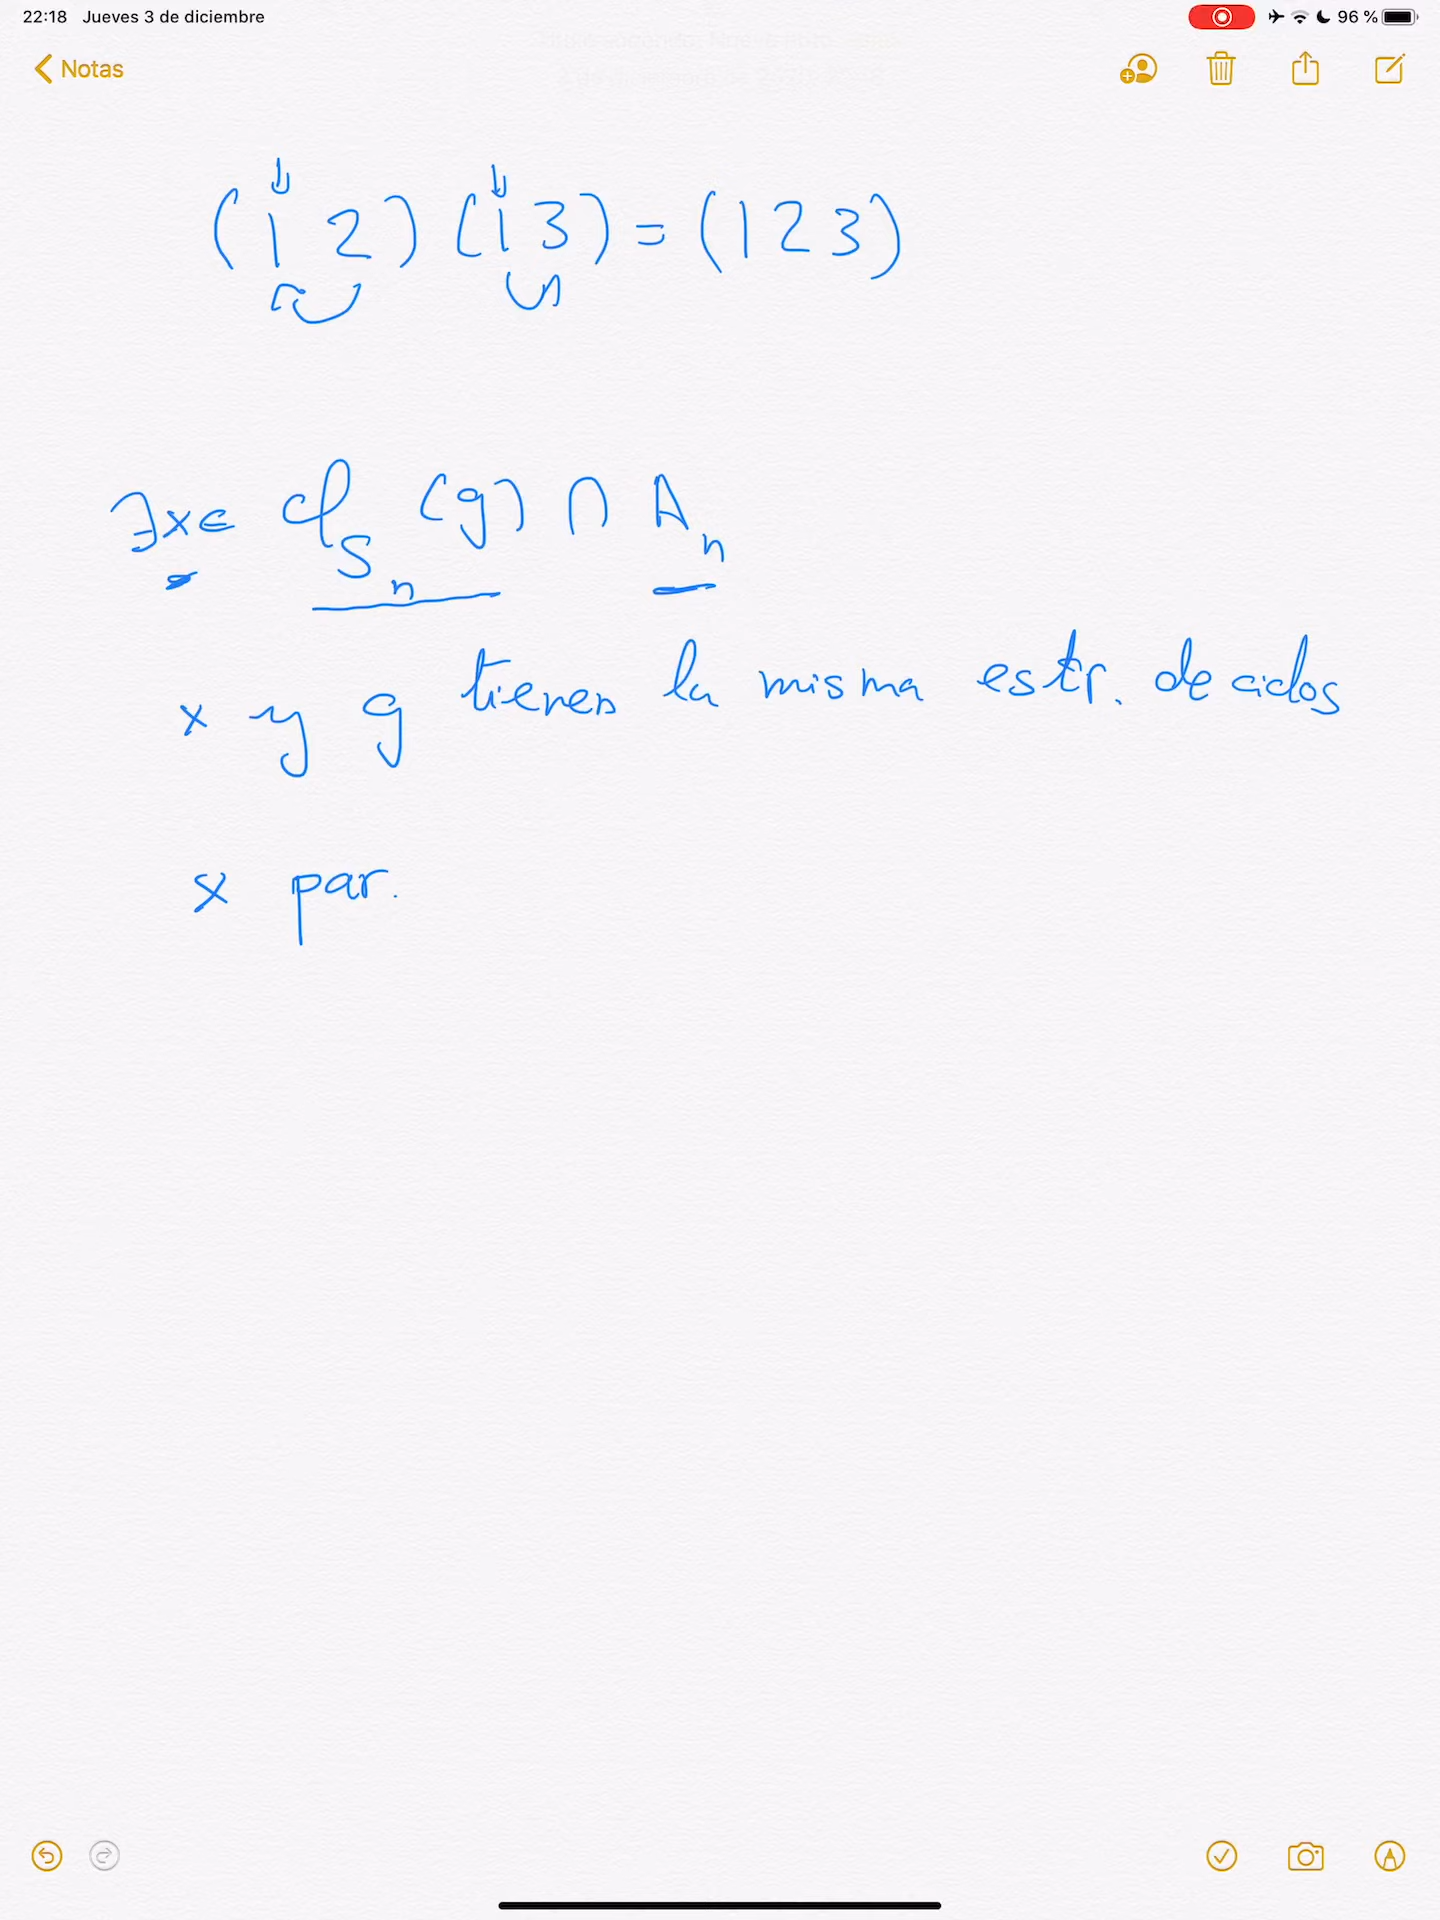 22:18 Jueves 3 de diciembre 96 %
Notas
(1 2) (1 3) = (1 2 3)
∃x∈ cl_{S_n} (g) ∩ A_n
x y g tienen la misma estr. de ciclos
x par.